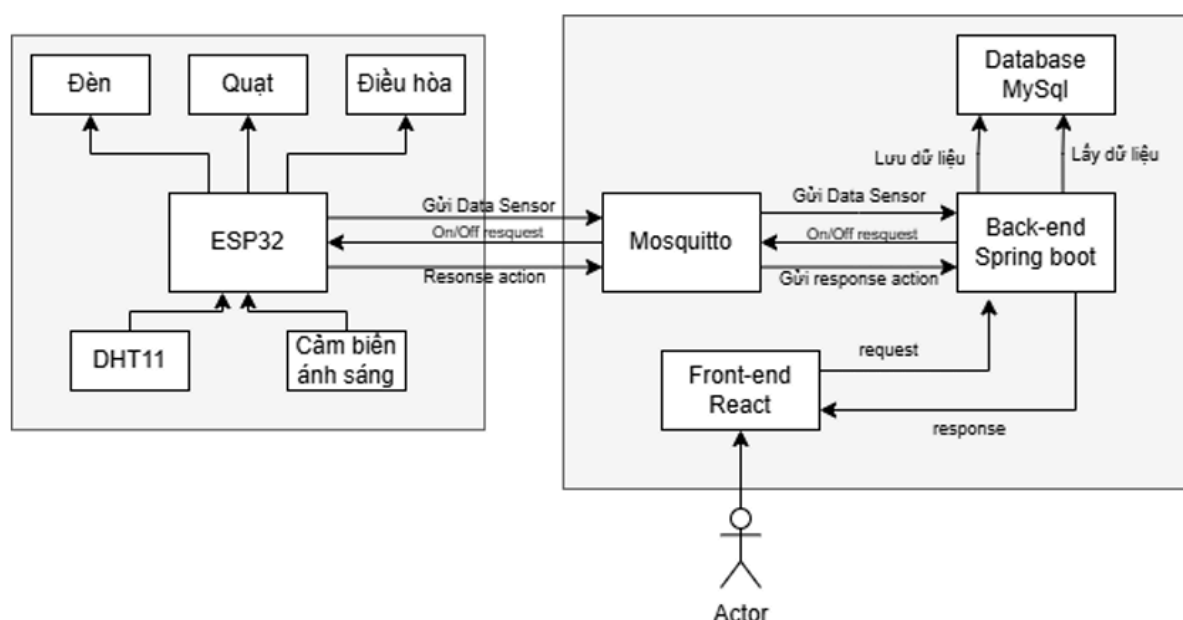 Đèn
Quạt
Điều hòa
ESP32
DHT11
Cảm biến
ánh sáng
Gửi Data Sensor
On/Off resquest
Resonse action
Mosquitto
Gửi Data Sensor
On/Off resquest
Gửi response action
Database
MySql
Lưu dữ liệu
Lấy dữ liệu
Back-end
Spring boot
Front-end
React
request
response
Actor